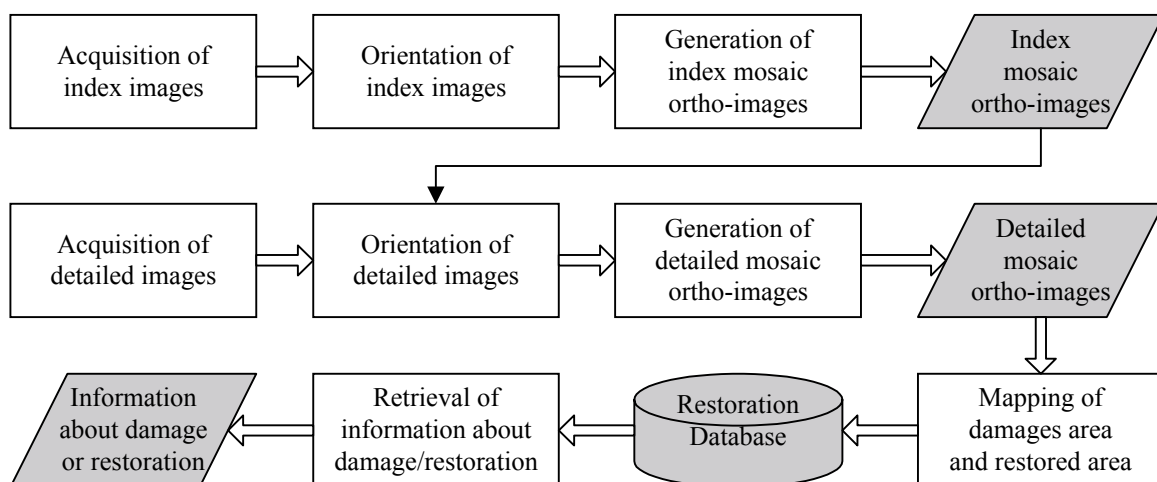 Acquisition of
index images
Orientation of
index images
Generation of
index mosaic
ortho-images
Index
mosaic
ortho-images
Acquisition of
detailed images
Orientation of
detailed images
Generation of
detailed mosaic
ortho-images
Detailed
mosaic
ortho-images
Information
about damage
or restoration
Retrieval of
information about
damage/restoration
Restoration
Database
Mapping of
damages area
and restored area